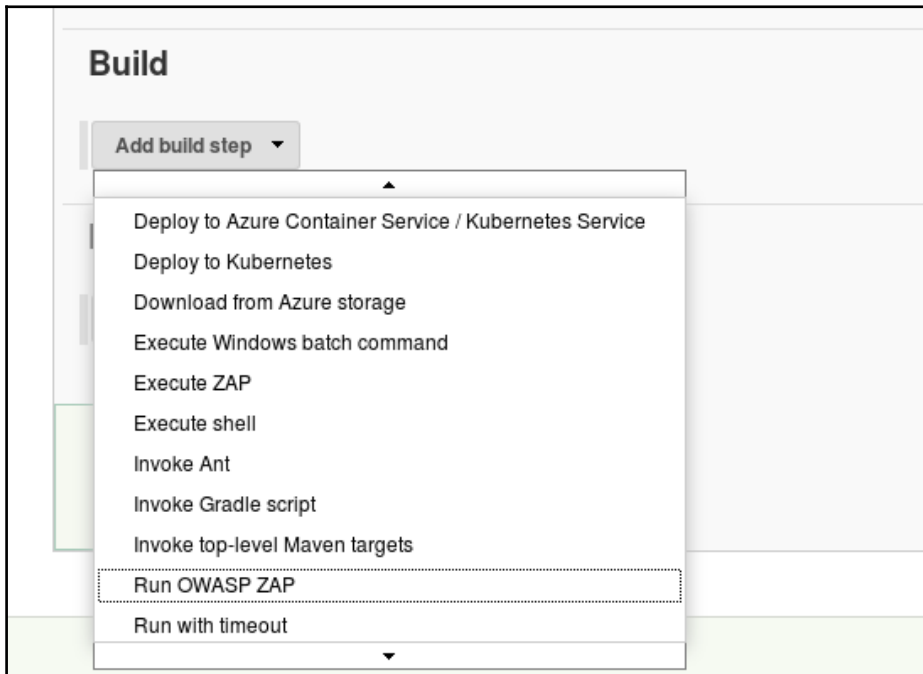 Build
Add build step
Deploy to Azure Container Service / Kubernetes Service
Deploy to Kubernetes
Download from Azure storage
Execute Windows batch command
Execute ZAP
Execute shell
Invoke Ant
Invoke Gradle script
Invoke top-level Maven targets
Run OWASP ZAP
Run with timeout